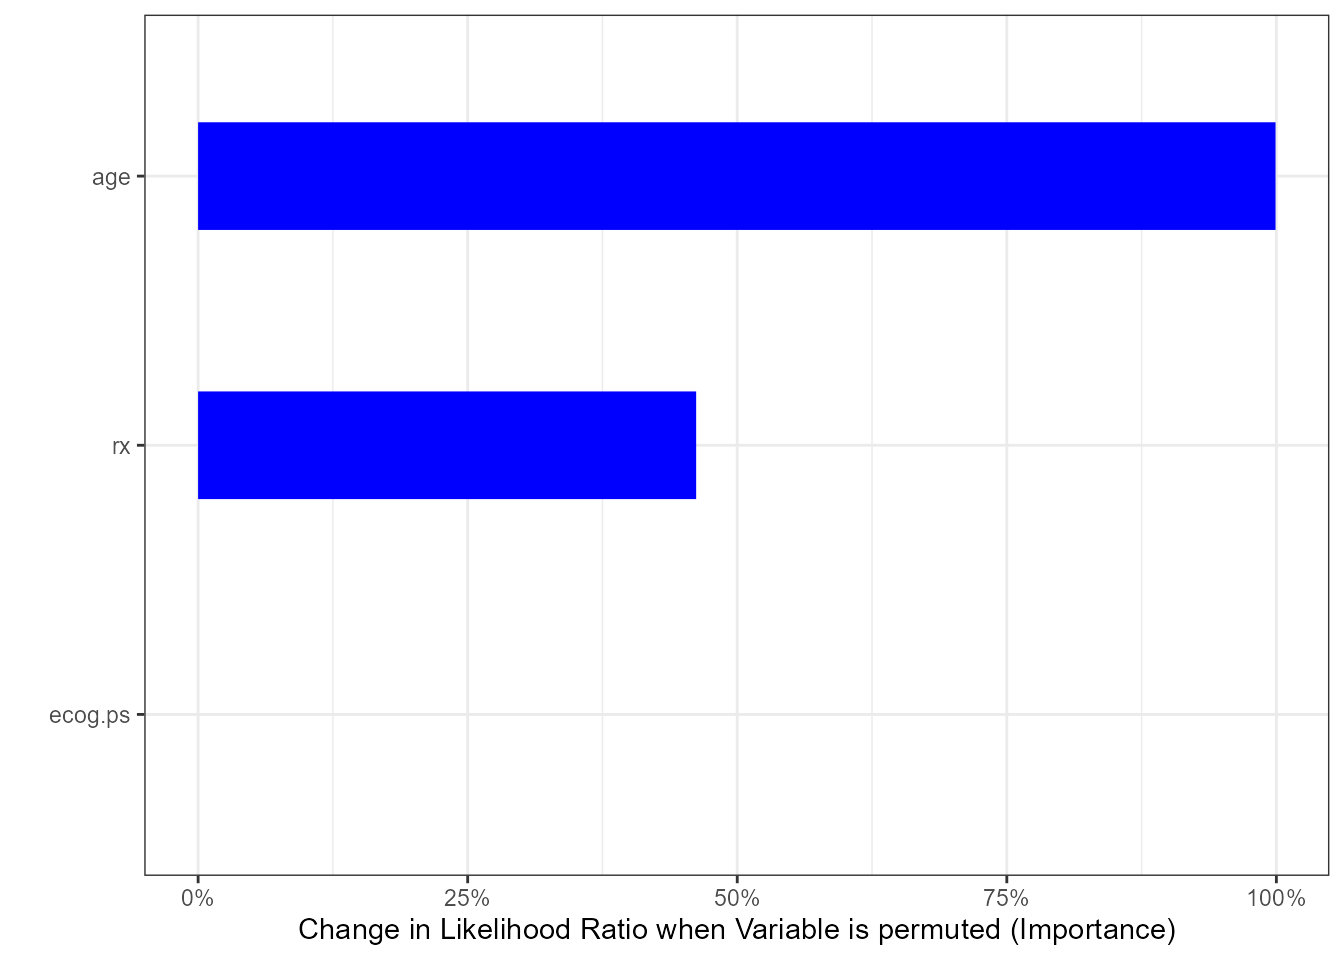 age
rx
ecog.ps
0% 25% 50% 75% 100%
Change in Likelihood Ratio when Variable is permuted (Importance)